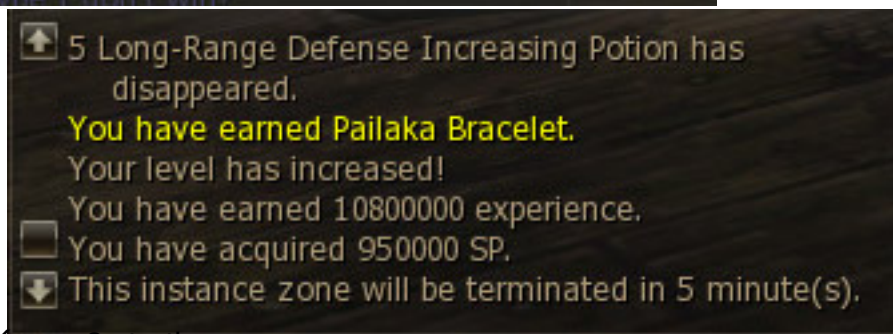 5 Long-Range Defense Increasing Potion has
disappeared.
You have earned Pailaka Bracelet.
Your level has increased!
You have earned 10800000 experience.
You have acquired 950000 SP.
This instance zone will be terminated in 5 minute(s).